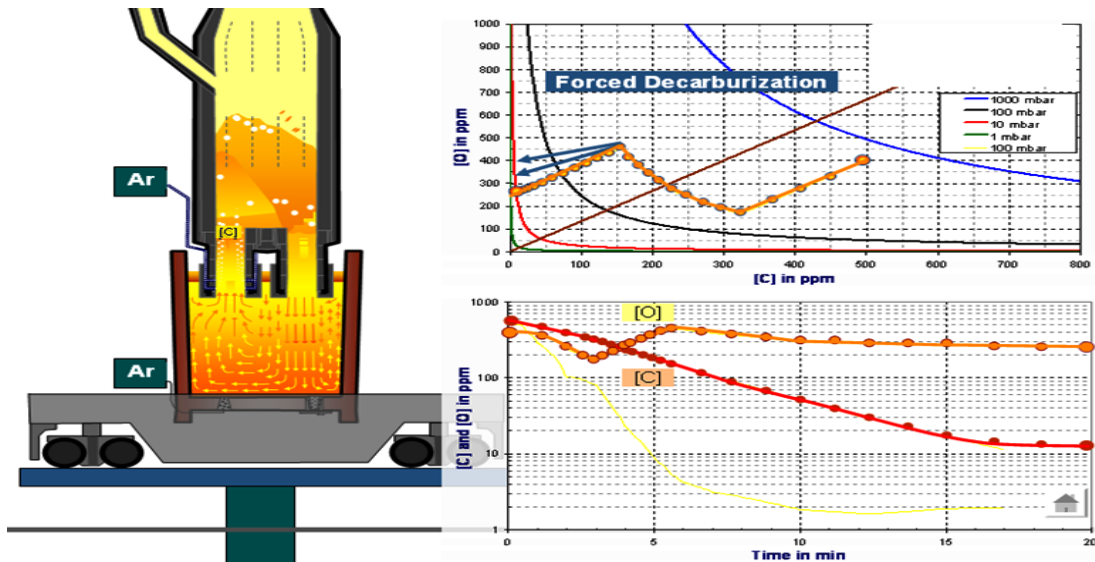 Ar
[C]
Ar
[O] in ppm
1000
900
800
700
600
500
400
300
200
100
0
Forced Decarburization
1000 mbar
100 mbar
10 mbar
1 mbar
100 mbar
0 100 200 300 400 500 600 700 800
[C] in ppm
[C] and [O] in ppm
1000
100
10
1
[O]
[C]
0 5 10 15 20
Time in min